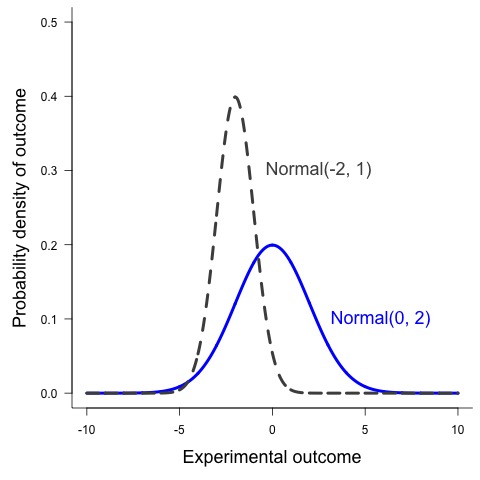 0.5
0.4
0.3
0.2
0.1
0.0
Probability density of outcome
Normal(-2, 1)
Normal(0, 2)
-10 -5 0 5 10
Experimental outcome